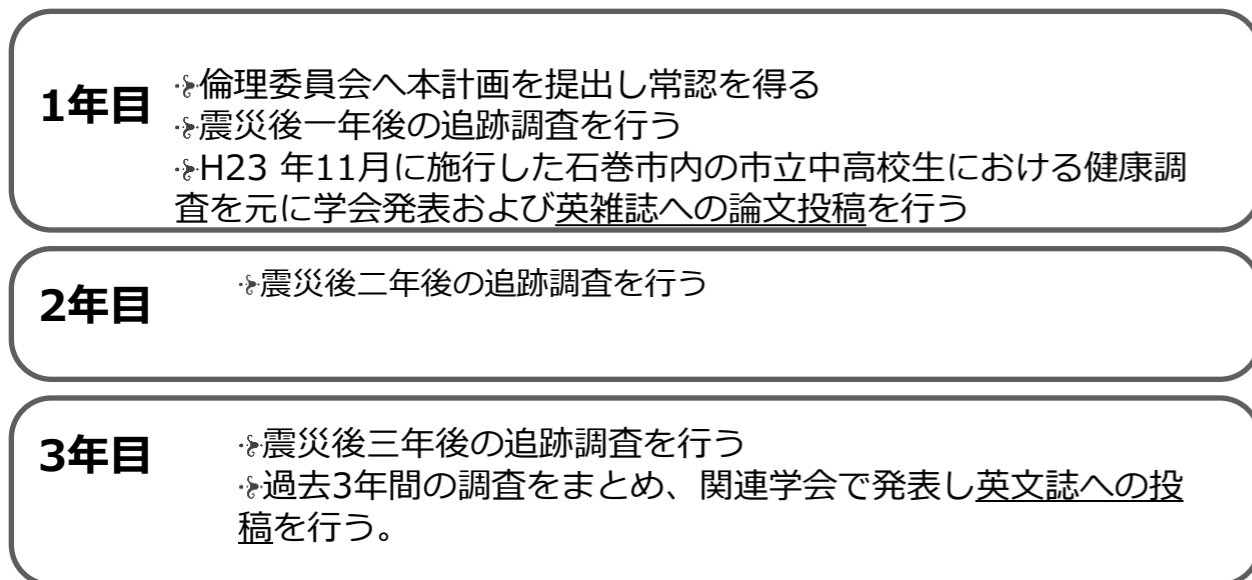 1年目
倫理委員会へ本計画を提出し常認を得る
震災後一年後の追跡調査を行う
H23 年11月に施行した石巻市内の市立中高校生における健康調
査を元に学会発表および英雑誌への論文投稿を行う
2年目
震災後二年後の追跡調査を行う
3年目
震災後三年後の追跡調査を行う
過去3年間の調査をまとめ、関連学会で発表し英文誌への投
稿を行う。